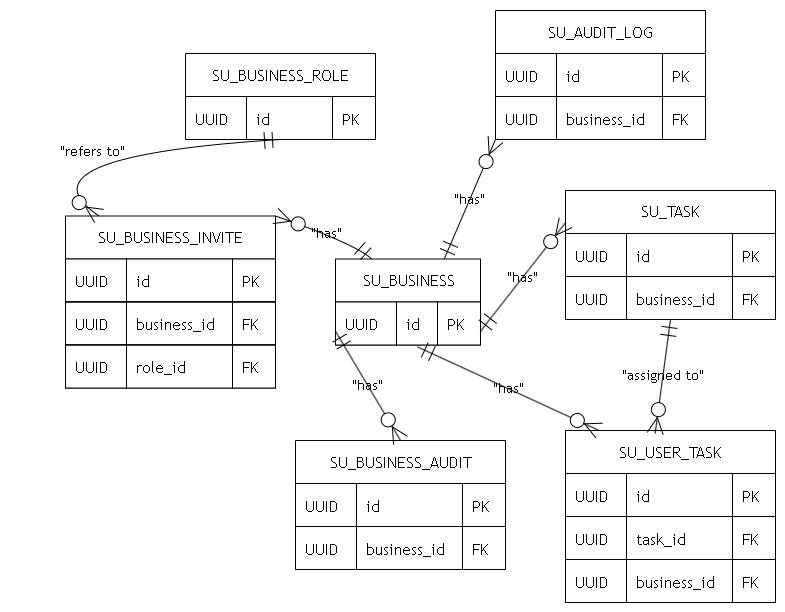 SU_AUDIT_LOG
UUID id PK
UUID business_id FK
SU_BUSINESS_ROLE
UUID id PK
"refers to"
"has"
SU_TASK
UUID id PK
UUID business_id FK
SU_BUSINESS_INVITE
UUID id PK
UUID business_id FK
UUID role_id FK
"has"
SU_BUSINESS
UUID id PK
"has"
"has"
"has"
"assigned to"
SU_BUSINESS_AUDIT
UUID id PK
UUID business_id FK
SU_USER_TASK
UUID id PK
UUID task_id FK
UUID business_id FK